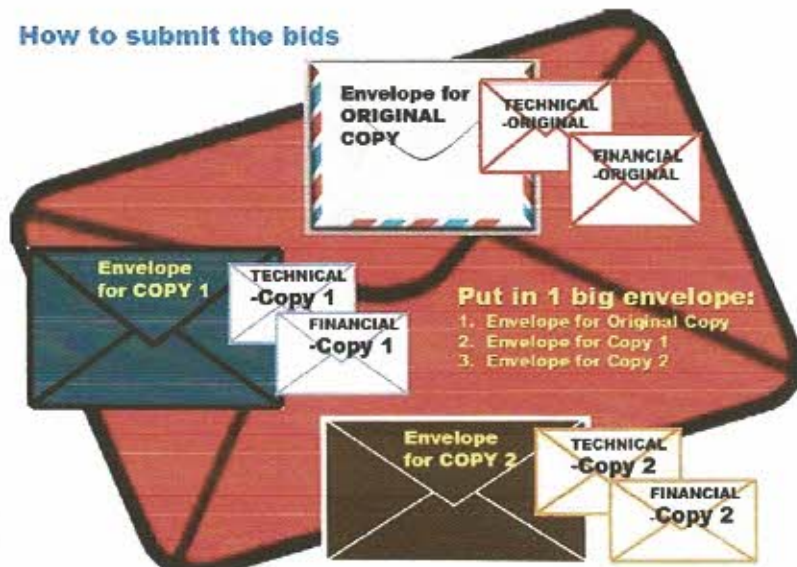 How to submit the bids
Envelope for
ORIGINAL
COPY
TECHNICAL
-ORIGINAL
FINANCIAL
-ORIGINAL
Envelope
for COPY 1
TECHNICAL
-Copy 1
FINANCIAL
-Copy 1
Put in 1 big envelope:
1. Envelope for Original Copy
2. Envelope for Copy 1
3. Envelope for Copy 2
Envelope
for COPY 2
TECHNICAL
-Copy 2
FINANCIAL
-Copy 2